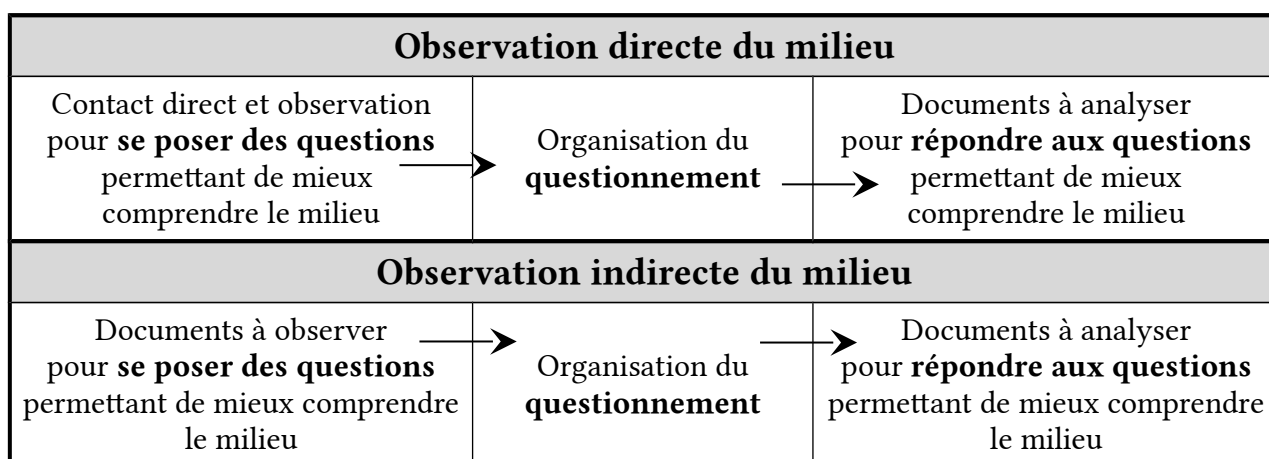 Observation directe du milieu
Contact direct et observation
pour se poser des questions
permettant de mieux
comprendre le milieu
Organisation du
questionnement
Documents à analyser
pour répondre aux questions
permettant de mieux
comprendre le milieu
Observation indirecte du milieu
Documents à observer
pour se poser des questions
permettant de mieux comprendre
le milieu
Organisation du
questionnement
Documents à analyser
pour répondre aux questions
permettant de mieux comprendre
le milieu